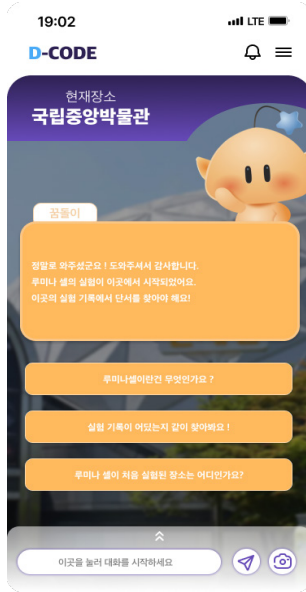 19:02
LTE
D-CODE
현재장소
국립중앙박물관
꿈돌이
정말로 와주셨군요 ! 도와주셔서 감사합니다.
루미나 셀의 실험이 이곳에서 시작되었어요.
이곳의 실험 기록에서 단서를 찾아야 해요!
루미나셀이란건 무엇인가요 ?
실험 기록이 어딨는지 같이 찾아봐요 !
루미나 셀이 처음 실험된 장소는 어디인가요?
이곳을 눌러 대화를 시작하세요